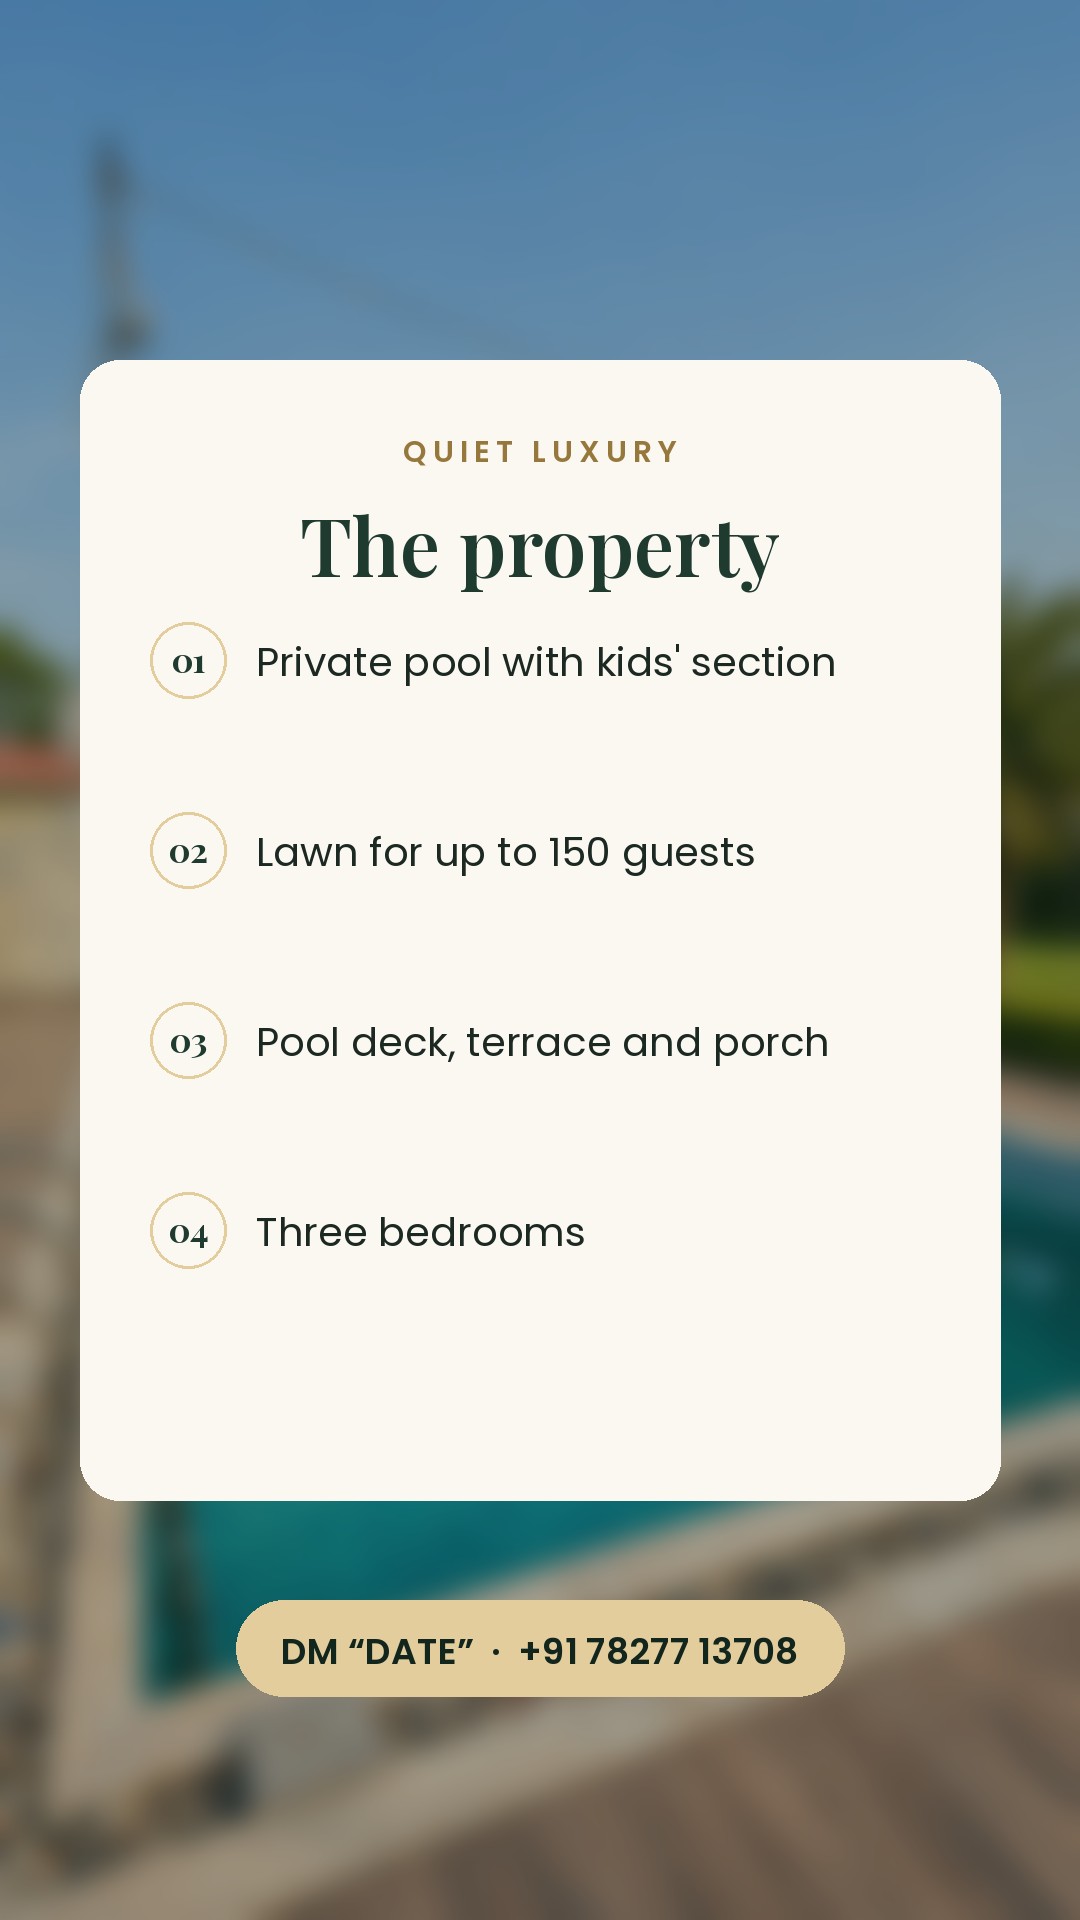 QUIET LUXURY
The property
01 Private pool with kids' section
02 Lawn for up to 150 guests
03 Pool deck, terrace and porch
04 Three bedrooms
DM “DATE” · +91 78277 13708